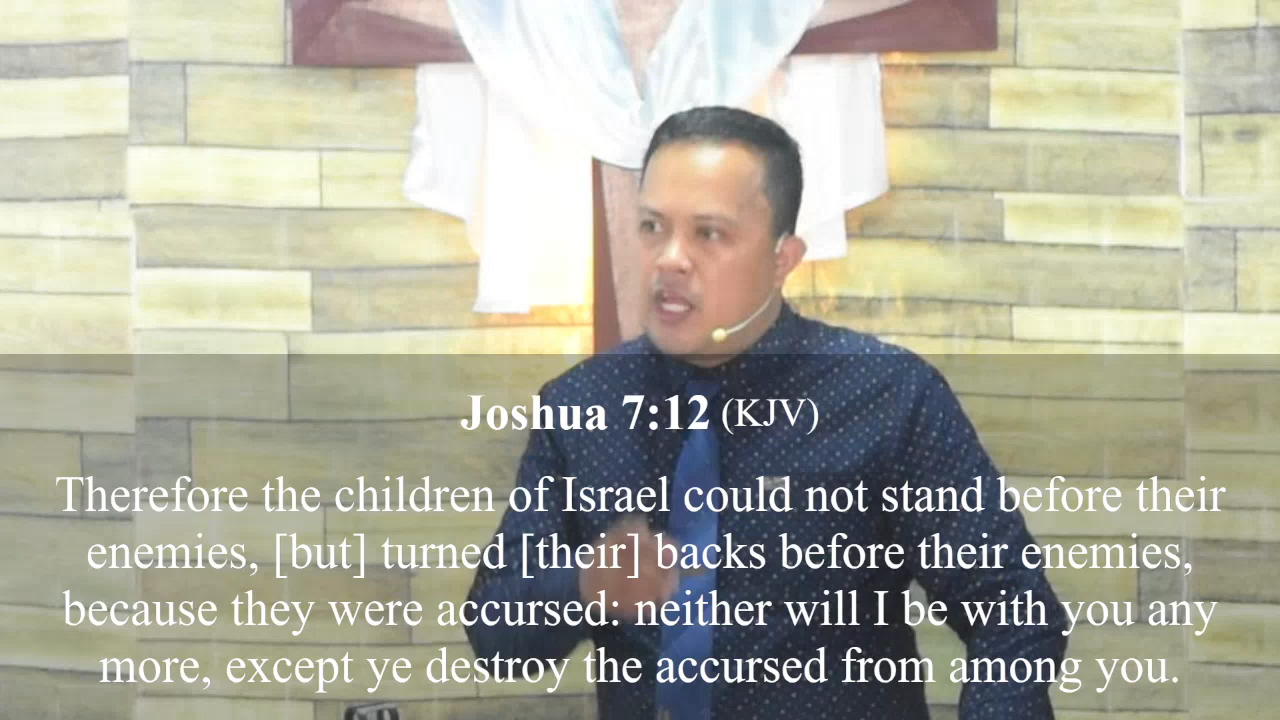 Joshua 7:12 (KJV)
Therefore the children of Israel could not stand before their
enemies, [but] turned [their] backs before their enemies,
because they were accursed: neither will I be with you any
more, except ye destroy the accursed from among you.